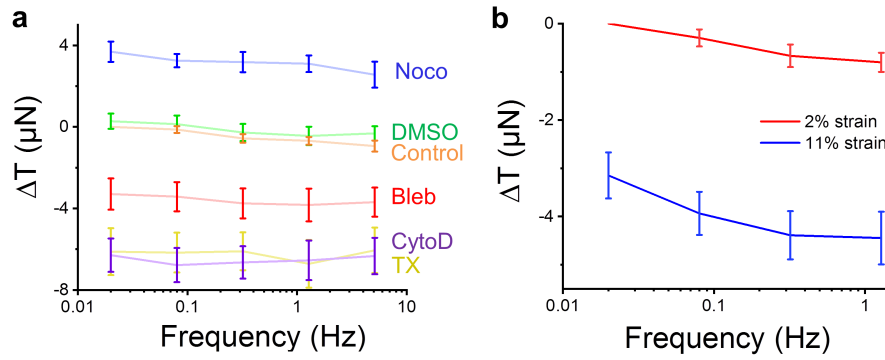 a
ΔT (μN)
4
0
-4
-8
Noco
DMSO
Control
Bleb
CytoD
TX
0.01
0.1
1
10
Frequency (Hz)
b
ΔT (μN)
0
-2
-4
2% strain
11% strain
0.01
0.1
1
Frequency (Hz)